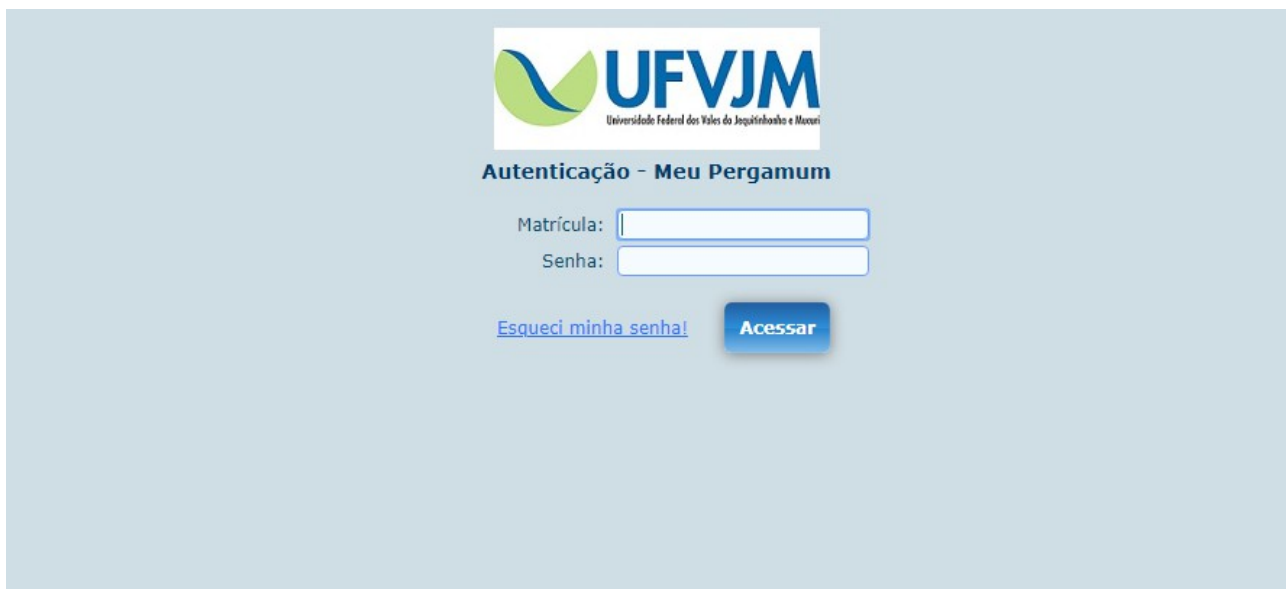 UFVJM
Universidade Federal dos Vales do Jequitinhonha e Mucuri
Autenticação - Meu Pergamum
Matrícula:
Senha:
Esqueci minha senha! Acessar